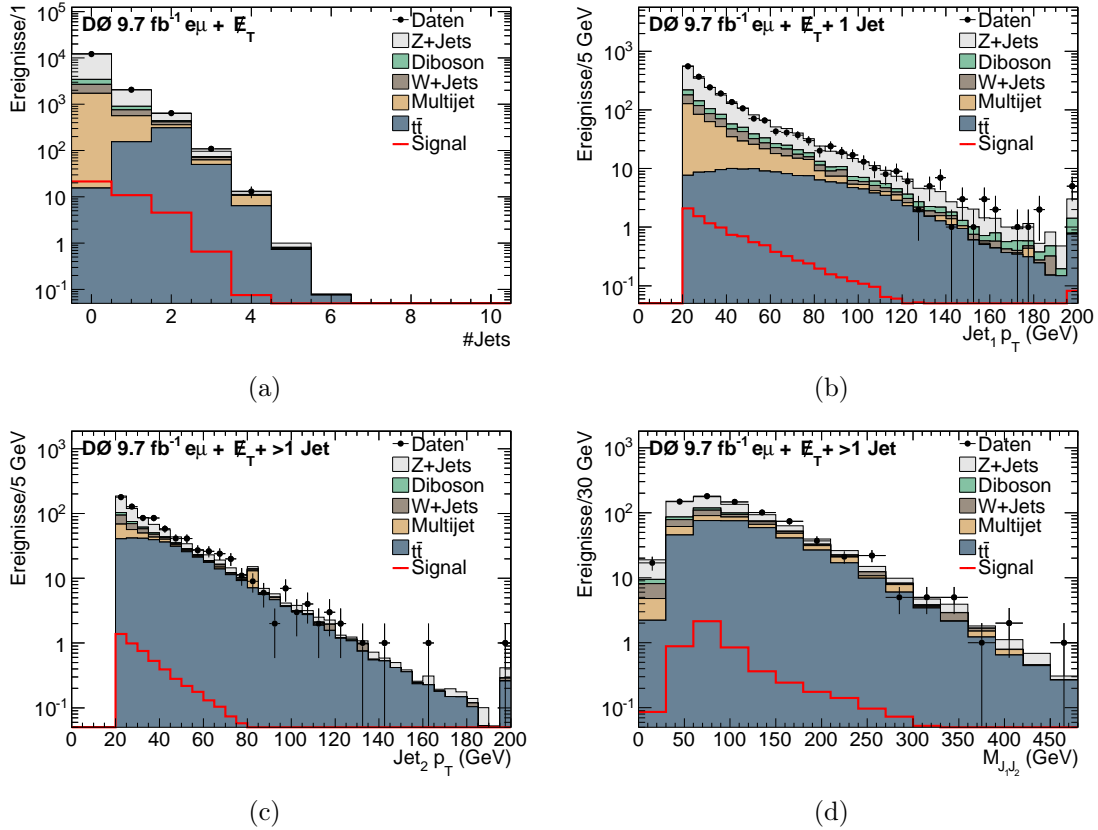 DØ 9.7 fb⁻¹ eμ + E̸_T
Ereignisse/1
Daten
Z+Jets
Diboson
W+Jets
Multijet
tt̄
Signal
10⁵
10⁴
10³
10²
10
1
10⁻¹
0 2 4 6 8 10
#Jets
(a)
DØ 9.7 fb⁻¹ eμ + E̸_T + 1 Jet
Ereignisse/5 GeV
Daten
Z+Jets
Diboson
W+Jets
Multijet
tt̄
Signal
10³
10²
10
1
10⁻¹
0 20 40 60 80 100 120 140 160 180 200
Jet₁ p_T (GeV)
(b)
DØ 9.7 fb⁻¹ eμ + E̸_T + >1 Jet
Ereignisse/5 GeV
Daten
Z+Jets
Diboson
W+Jets
Multijet
tt̄
Signal
10³
10²
10
1
10⁻¹
0 20 40 60 80 100 120 140 160 180 200
Jet₂ p_T (GeV)
(c)
DØ 9.7 fb⁻¹ eμ + E̸_T + >1 Jet
Ereignisse/30 GeV
Daten
Z+Jets
Diboson
W+Jets
Multijet
tt̄
Signal
10³
10²
10
1
10⁻¹
0 50 100 150 200 250 300 350 400 450
M_J₁J₂ (GeV)
(d)